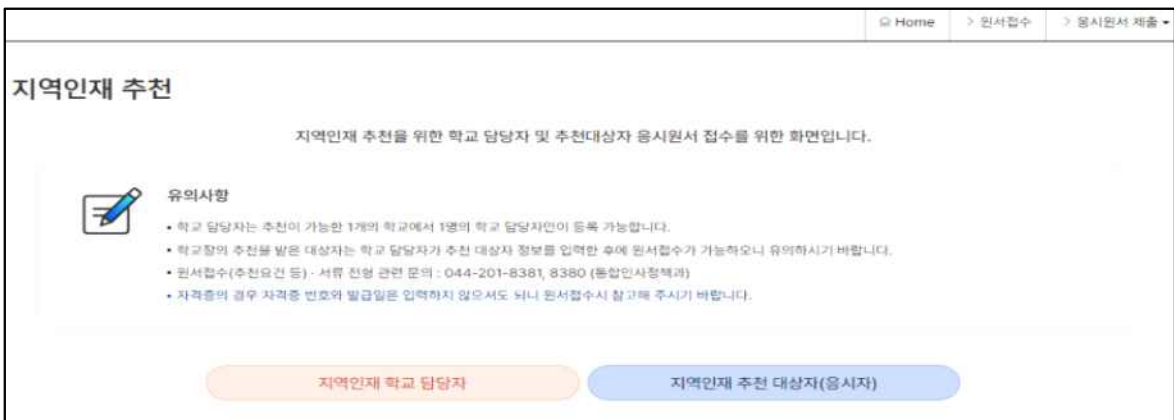 Home > 원서접수 > 응시원서 제출
지역인재 추천
지역인재 추천을 위한 학교 담당자 및 추천대상자 응시원서 접수를 위한 화면입니다.
유의사항
• 학교 담당자는 추천이 가능한 1개의 학교에서 1명의 학교 담당자만이 등록 가능합니다.
• 학교장의 추천을 받은 대상자는 학교 담당자가 추천 대상자 정보를 입력한 후에 원서접수가 가능하오니 유의하시기 바랍니다.
• 원서접수(추천요건 등) · 서류 전형 관련 문의 : 044-201-8381, 8380 (통합인사정책과)
• 자격증의 경우 자격증 번호와 발급일은 입력하지 않으셔도 되니 원서접수시 참고해 주시기 바랍니다.
지역인재 학교 담당자 지역인재 추천 대상자(응시자)